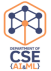 DEPARTMENT OF
CSE
(AI & ML)